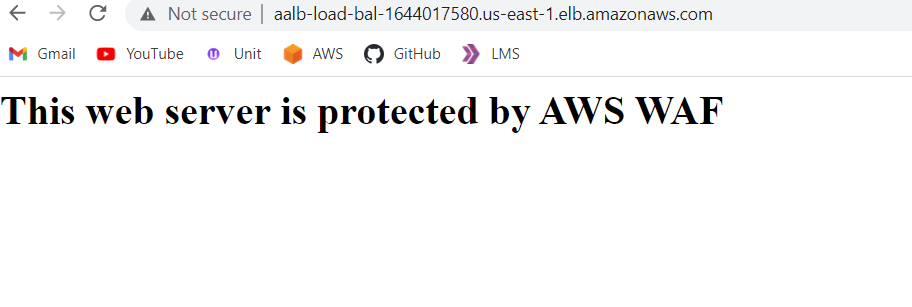 Not secure | aalb-load-bal-1644017580.us-east-1.elb.amazonaws.com
Gmail YouTube Unit AWS GitHub LMS
This web server is protected by AWS WAF